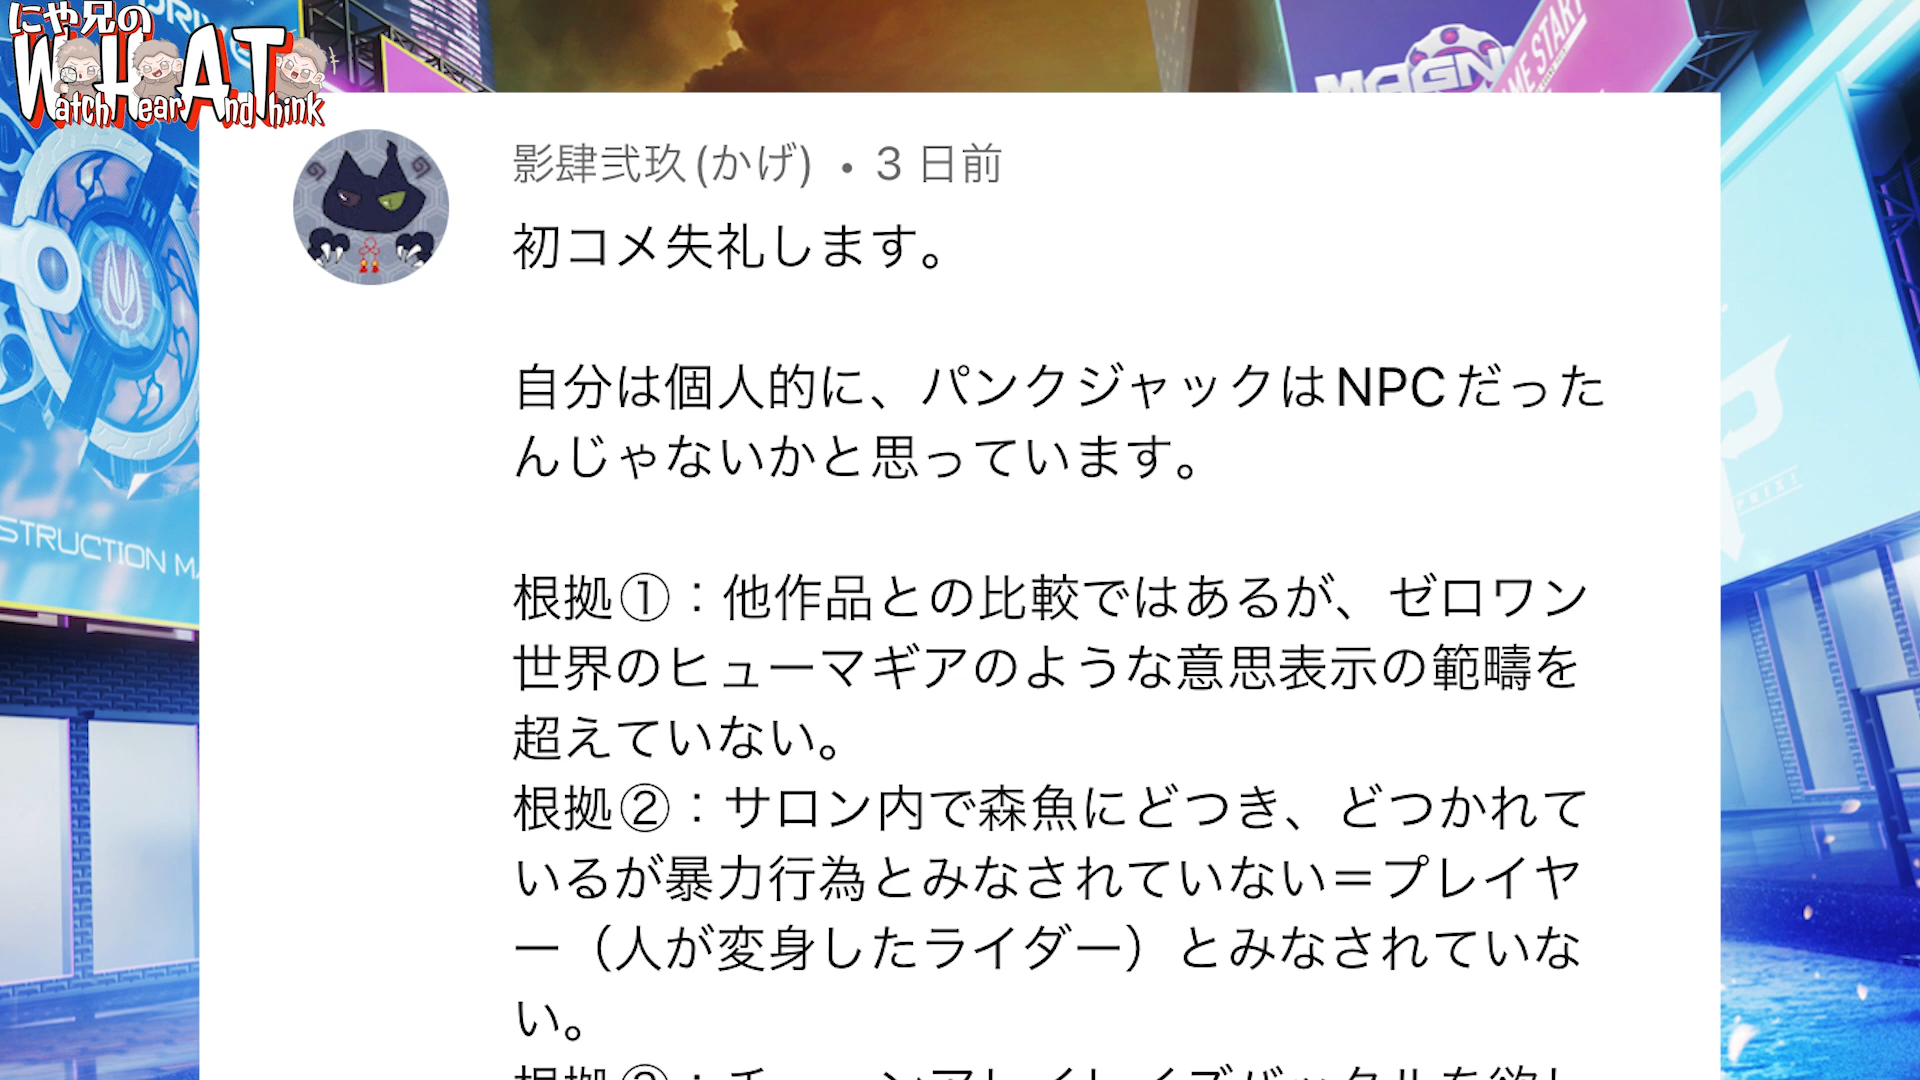 にや兄の
WHAT
Watch Hear And Think
MAGN
ME START
STRUCTION MA
影肆弐玖(かげ)・3 日前
初コメ失礼します。
自分は個人的に、パンクジャックはNPCだった
んじゃないかと思っています。
根拠①：他作品との比較ではあるが、ゼロワン
世界のヒューマギアのような意思表示の範疇を
超えていない。
根拠②：サロン内で森魚にどつき、どつかれて
いるが暴力行為とみなされていない＝プレイヤ
ー（人が変身したライダー）とみなされていな
い。